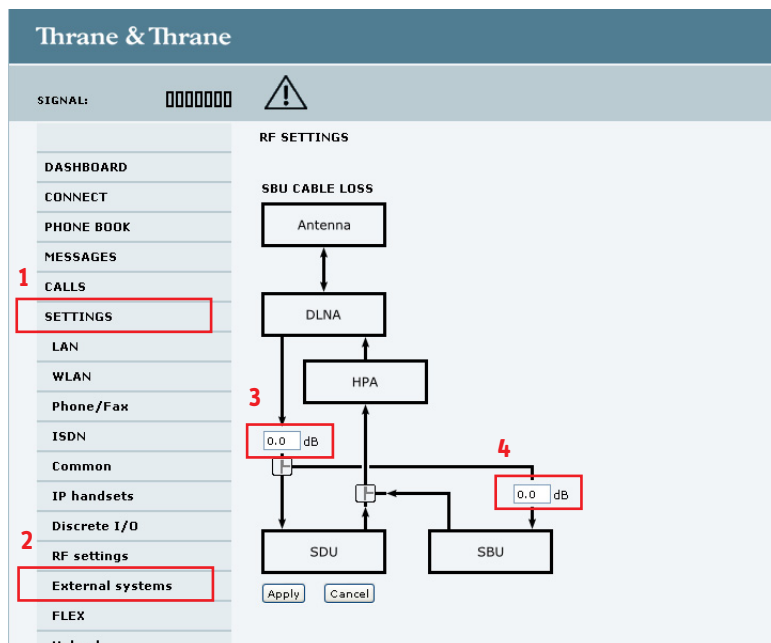 Thrane & Thrane
SIGNAL:
RF SETTINGS
DASHBOARD
CONNECT
PHONE BOOK
MESSAGES
1
CALLS
SETTINGS
LAN
WLAN
Phone/Fax
ISDN
Common
IP handsets
Discrete I/O
2
RF settings
External systems
FLEX
SBU CABLE LOSS
Antenna
DLNA
HPA
3
0.0 dB
4
0.0 dB
SDU
SBU
Apply
Cancel